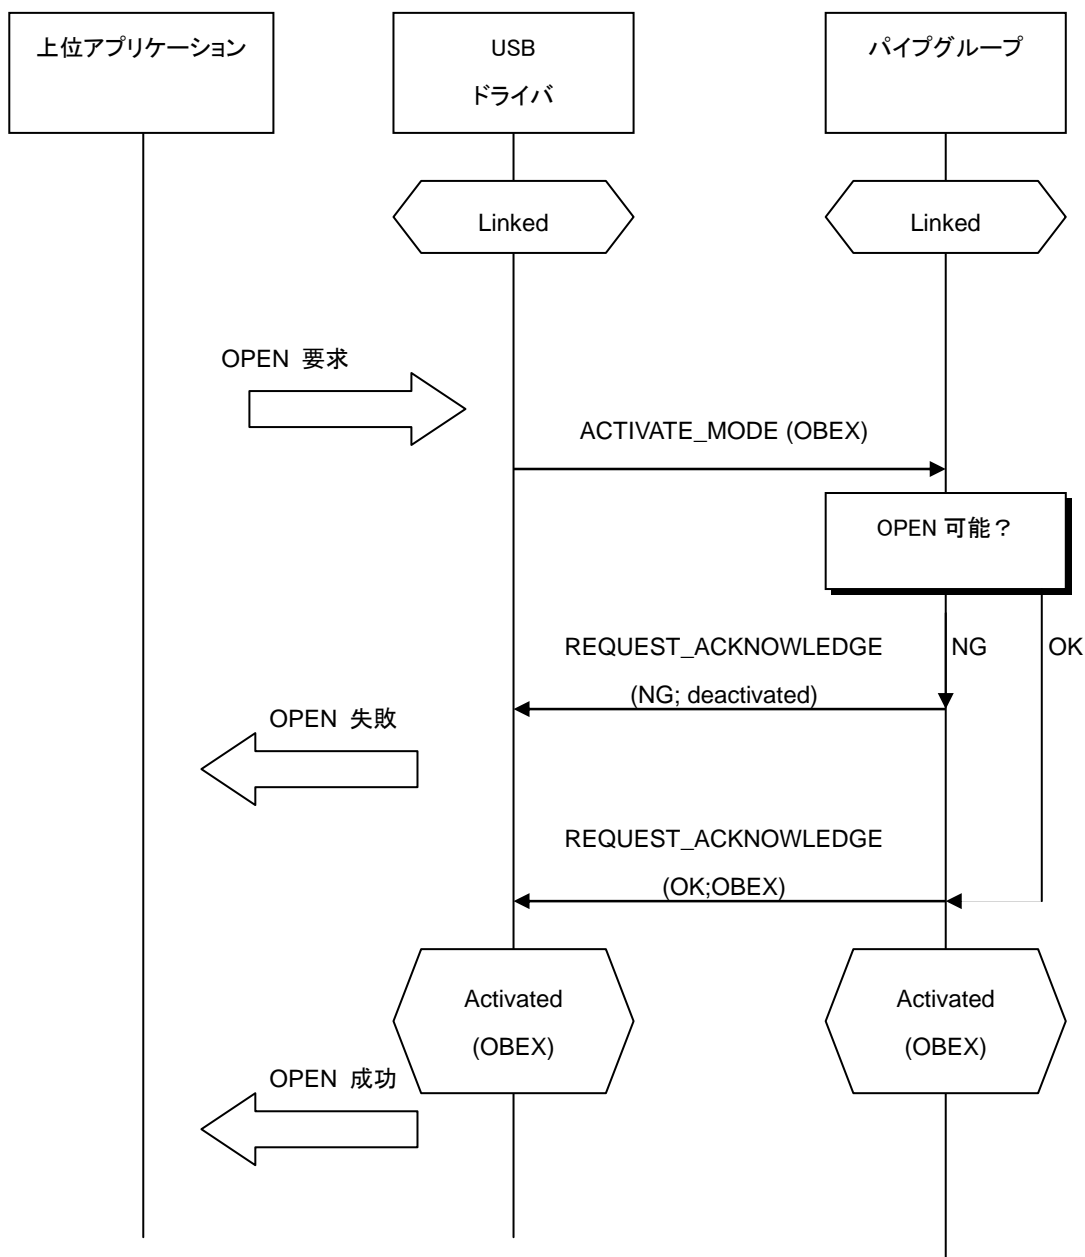 上位アプリケーション
USB
ドライバ
パイプグループ
Linked
Linked
OPEN 要求
ACTIVATE_MODE (OBEX)
OPEN 可能？
REQUEST_ACKNOWLEDGE
NG
OK
(NG; deactivated)
OPEN 失敗
REQUEST_ACKNOWLEDGE
(OK;OBEX)
Activated
(OBEX)
Activated
(OBEX)
OPEN 成功